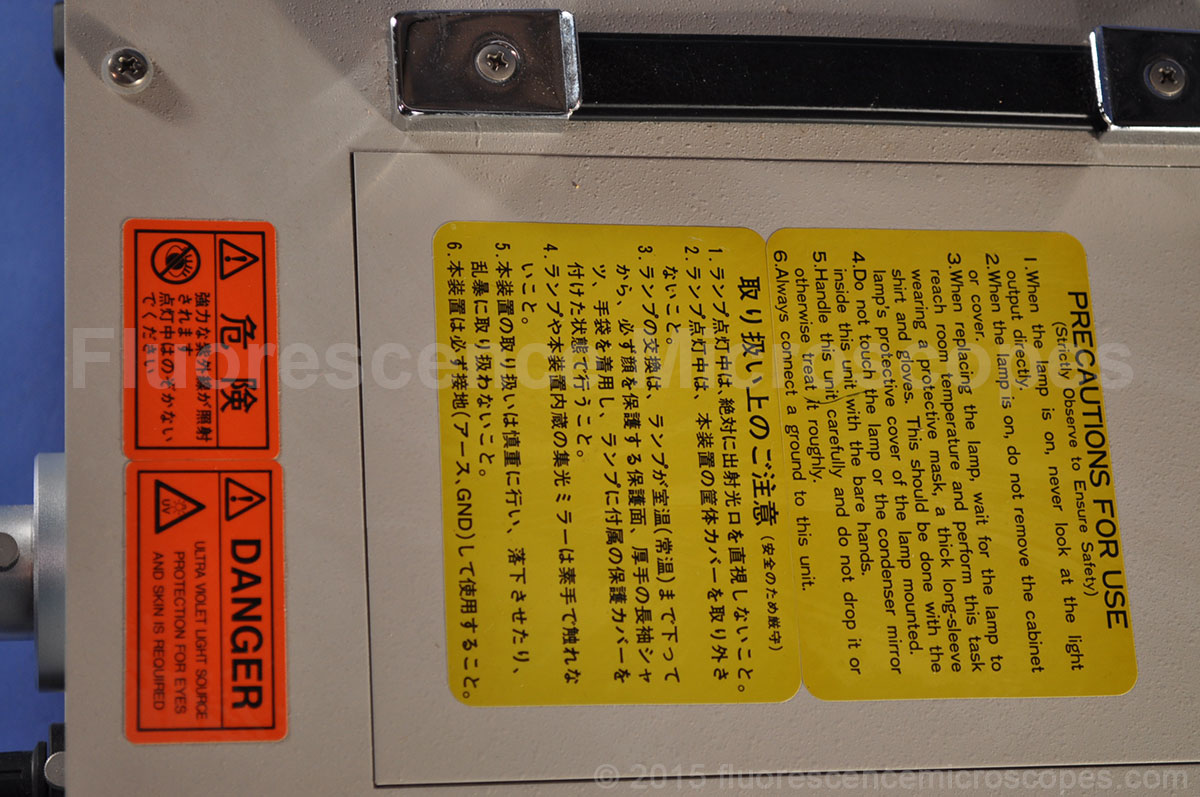 PRECAUTIONS FOR USE
(Strictly Observe to Ensure Safety)
1.When the lamp is on, never look at the light
output directly.
2.When the lamp is on, do not remove the cabinet
or cover.
3.When replacing the lamp, wait for the lamp to
reach room temperature and perform this task
wearing a protective mask, a thick long-sleeve
shirt and gloves. This should be done with the
lamp's protective cover of the lamp mounted.
4.Do not touch the lamp or the condenser mirror
inside this unit with the bare hands.
5.Handle this unit carefully and do not drop it or
otherwise treat it roughly.
6.Always connect a ground to this unit.
取り扱い上のご注意 (安全のため厳守)
1.ランプ点灯中は、絶対に出射光口を直視しないこと。
2.ランプ点灯中は、本装置の筐体カバーを取り外さ
ないこと。
3.ランプの交換は、ランプが室温(常温)まで下って
から、必ず顔を保護する保護面、厚手の長袖シャ
ツ、手袋を着用し、ランプに付属の保護カバーを
付けた状態で行うこと。
4.ランプや本装置内蔵の集光ミラーは素手で触れな
いこと。
5.本装置の取り扱いは慎重に行い、落下させたり、
乱暴に取り扱わないこと。
6.本装置は必ず接地(アース、GND)して使用すること。
危険
強力な紫外線が照射
されます
点灯中はのぞかない
でください
DANGER
UV
ULTRA VIOLET LIGHT SOURCE
PROTECTION FOR EYES
AND SKIN IS REQUIRED
Fluorescence Microscopes
© 2015 fluorescencemicroscopes.com